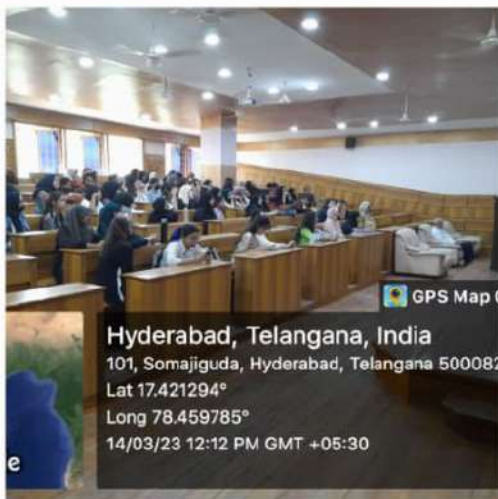 GPS Map
Hyderabad, Telangana, India
101, Somajiguda, Hyderabad, Telangana 500082
Lat 17.421294°
Long 78.459785°
14/03/23 12:12 PM GMT +05:30
e